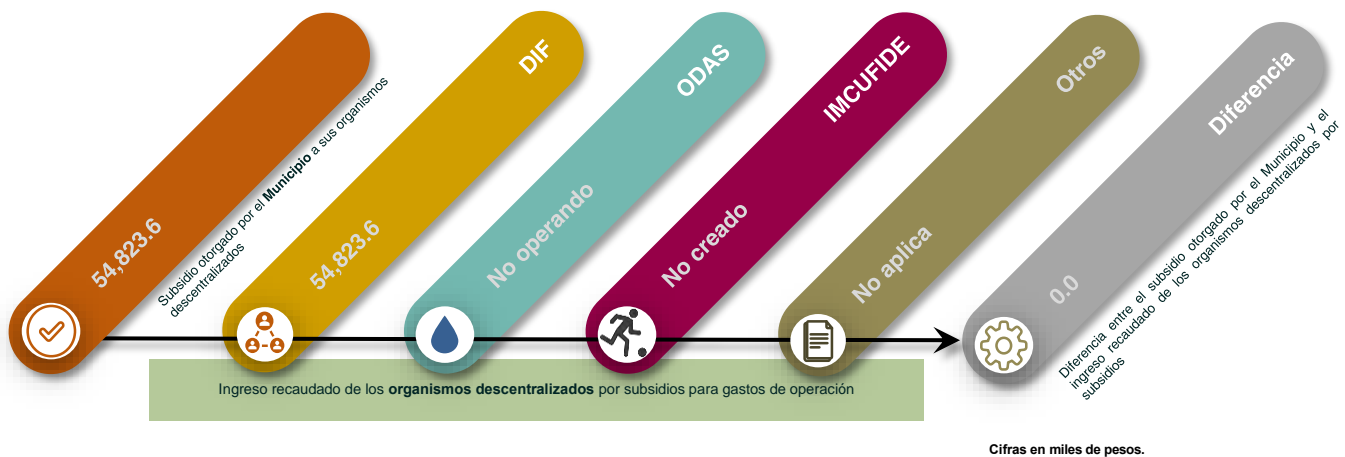 54,823.6
Subsidio otorgado por el Municipio a sus organismos
descentralizados
DIF
54,823.6
ODAS
No operando
IMCUFIDE
No creado
Otros
No aplica
Diferencia
0.0
Diferencia entre el subsidio otorgado por el Municipio y el
ingreso recaudado de los organismos descentralizados por
subsidios
Ingreso recaudado de los organismos descentralizados por subsidios para gastos de operación
Cifras en miles de pesos.